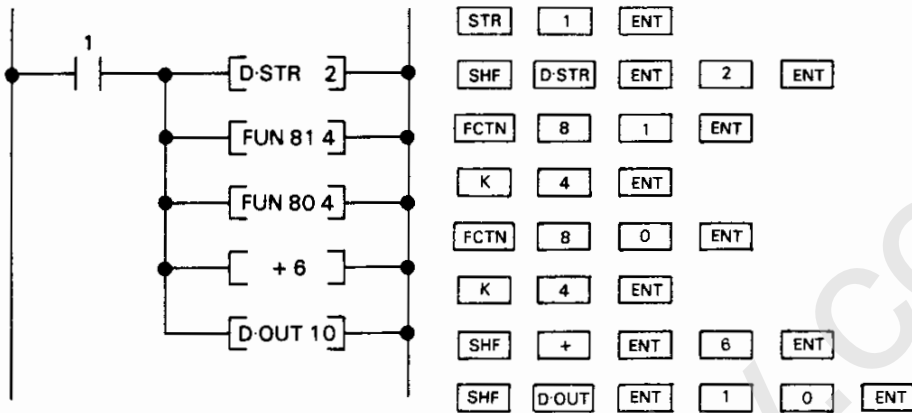 1
D·STR 2
FUN 81 4
FUN 80 4
+ 6
D·OUT 10
STR 1 ENT
SHF D·STR ENT 2 ENT
FCTN 8 1 ENT
K 4 ENT
FCTN 8 0 ENT
K 4 ENT
SHF + ENT 6 ENT
SHF D·OUT ENT 1 0 ENT